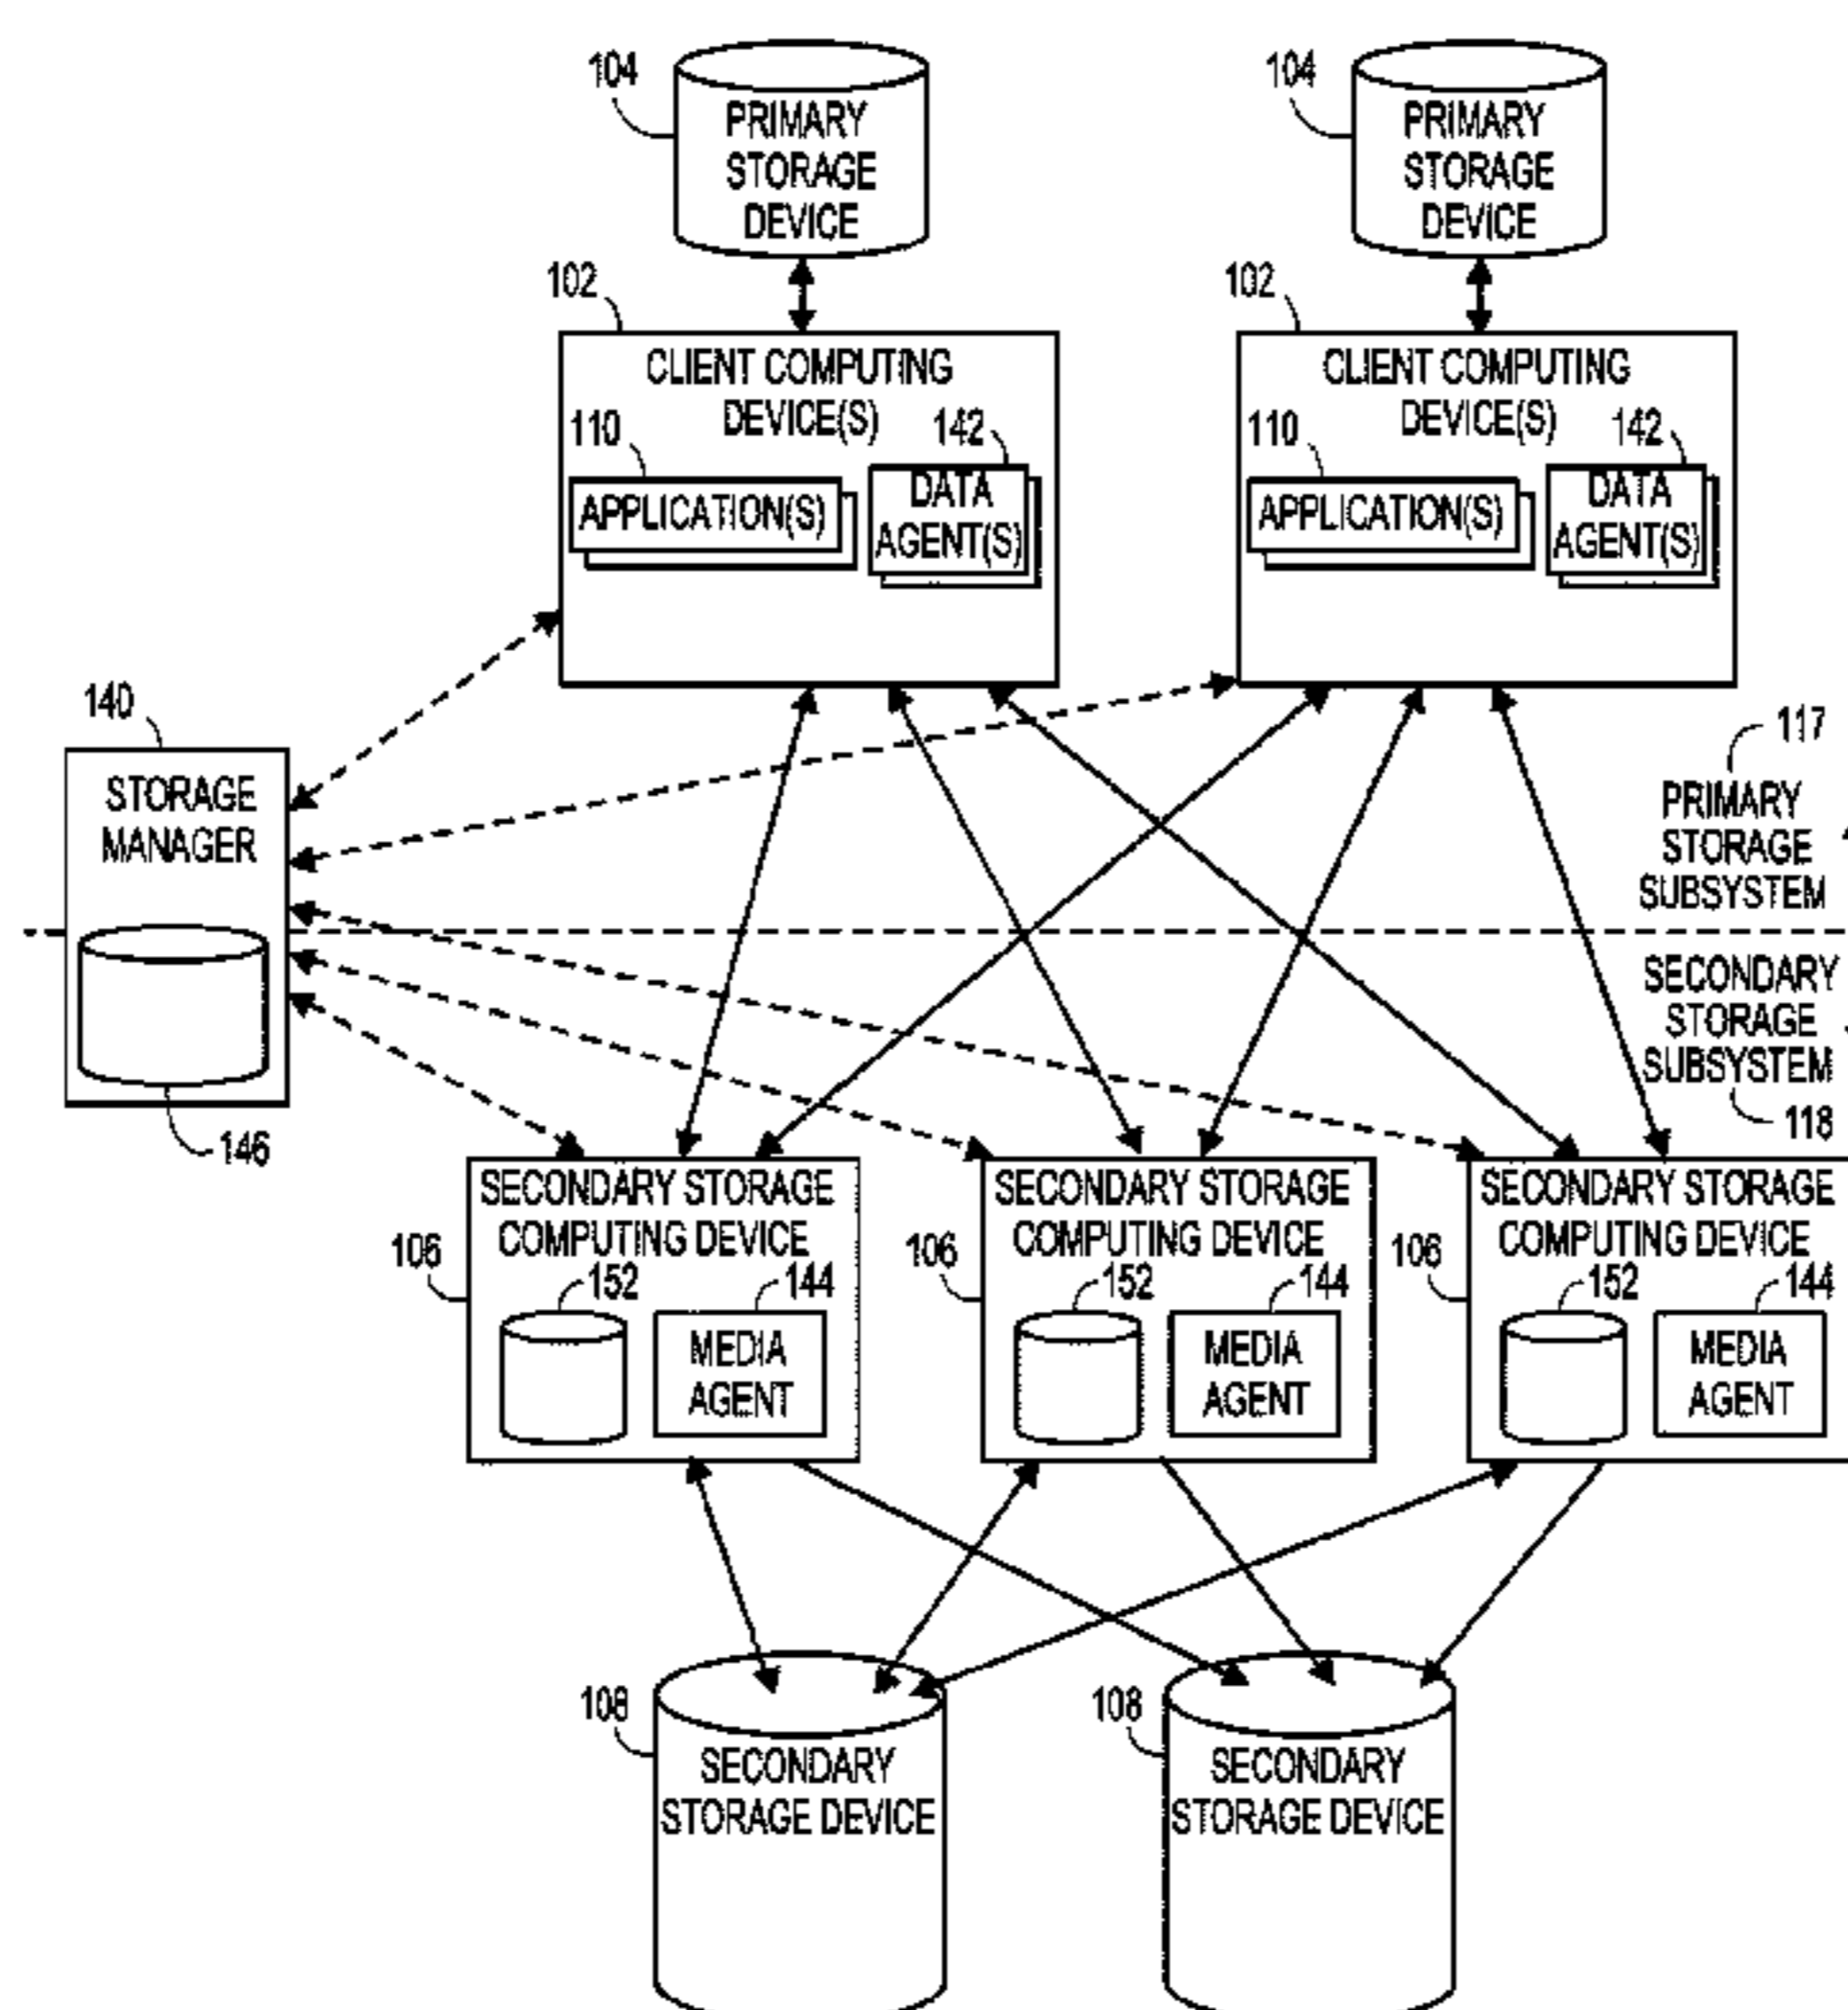 104
PRIMARY
STORAGE
DEVICE
104
PRIMARY
STORAGE
DEVICE
102
CLIENT COMPUTING
DEVICE(S)
110
142
APPLICATION(S)
DATA
AGENT(S)
102
CLIENT COMPUTING
DEVICE(S)
110
142
APPLICATION(S)
DATA
AGENT(S)
140
STORAGE
MANAGER
146
117
PRIMARY
STORAGE
SUBSYSTEM
SECONDARY
STORAGE
SUBSYSTEM
118
SECONDARY STORAGE
COMPUTING DEVICE
106
152
144
MEDIA
AGENT
SECONDARY STORAGE
COMPUTING DEVICE
106
152
144
MEDIA
AGENT
SECONDARY STORAGE
COMPUTING DEVICE
106
152
144
MEDIA
AGENT
108
SECONDARY
STORAGE DEVICE
108
SECONDARY
STORAGE DEVICE